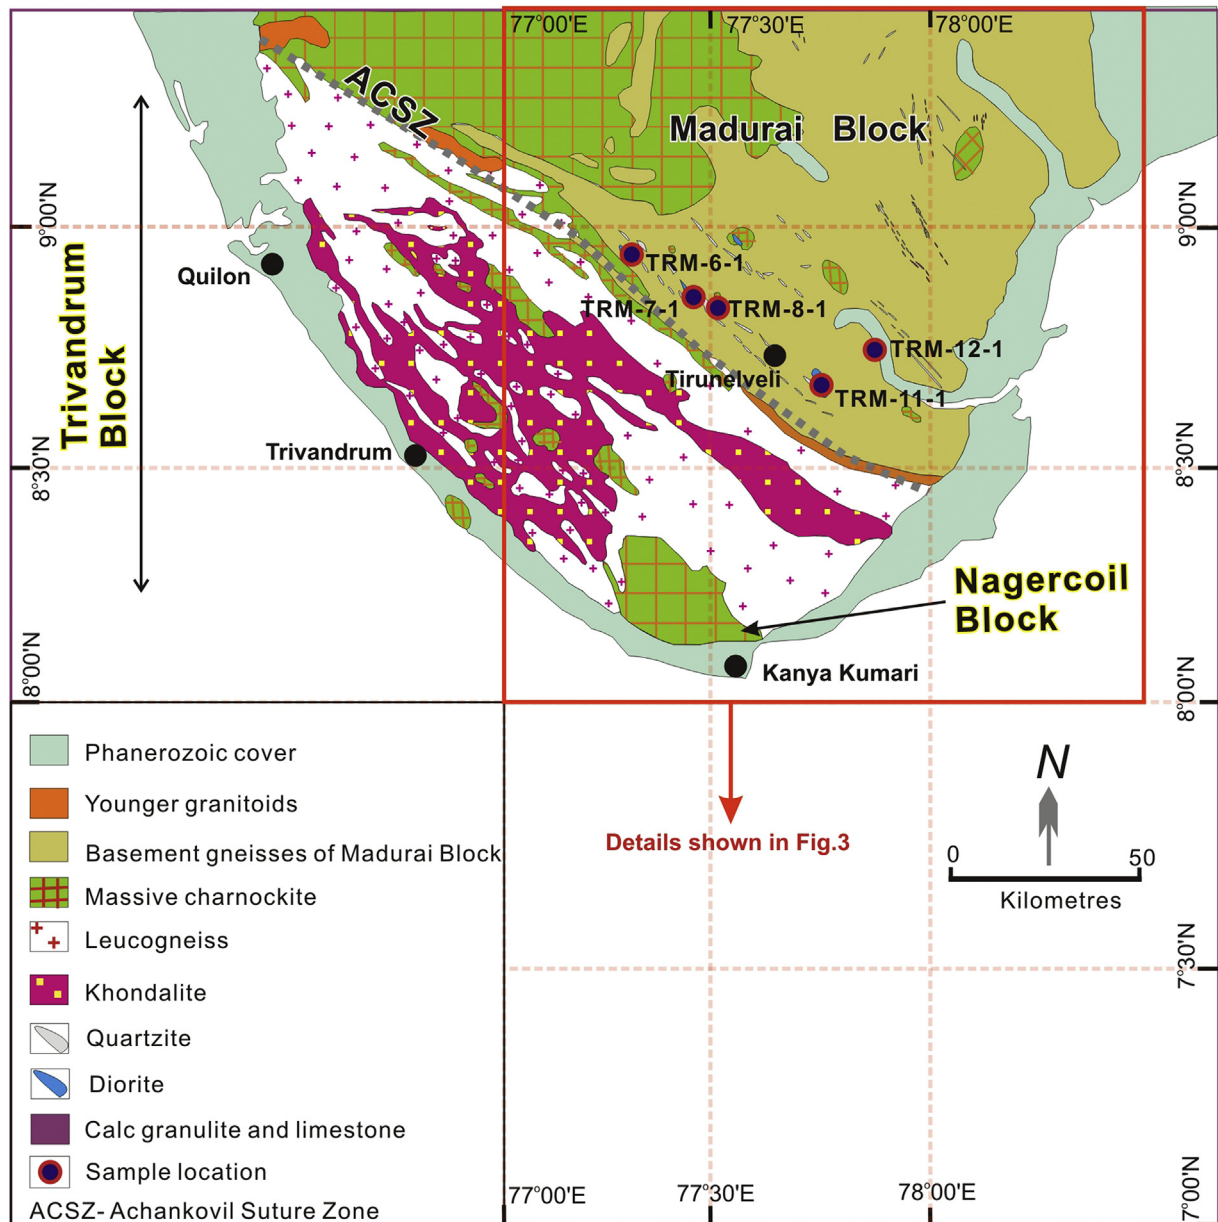 77°00'E
77°30'E
78°00'E
ACSZ
Madurai Block
9°00'N
9°00'N
Quilon
TRM-6-1
TRM-7-1
TRM-8-1
Trivandrum
Block
TRM-12-1
Tirunelveli
TRM-11-1
Trivandrum
8°30'N
8°30'N
Nagercoil
Block
Kanya Kumari
8°00'N
8°00'N
Phanerozoic cover
Younger granitoids
Basement gneisses of Madurai Block
Massive charnockite
Leucogneiss
Khondalite
Quartzite
Diorite
Calc granulite and limestone
Sample location
ACSZ- Achankovil Suture Zone
Details shown in Fig.3
N
0
50
Kilometres
7°30'N
77°00'E
77°30'E
78°00'E
7°00'N